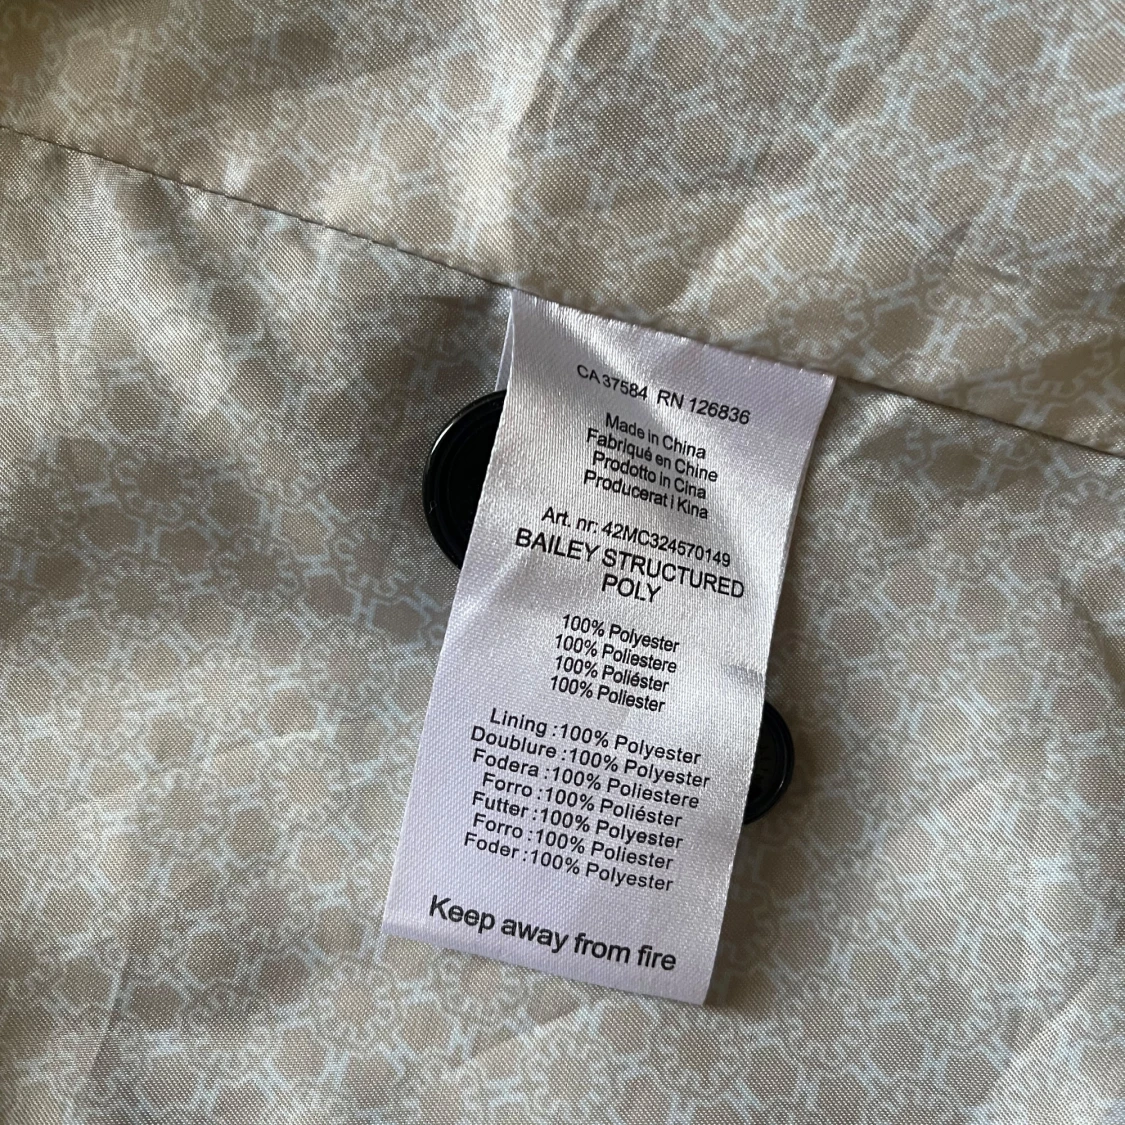 CA 37584 RN 126836
Made in China
Fabriqué en Chine
Prodotto in Cina
Producerat i Kina
Art. nr: 42MC324570149
BAILEY STRUCTURED
POLY
100% Polyester
100% Poliestere
100% Poliéster
100% Poliester
Lining :100% Polyester
Doublure :100% Polyester
Fodera :100% Poliestere
Forro :100% Poliéster
Futter :100% Polyester
Forro :100% Poliester
Foder :100% Polyester
Keep away from fire